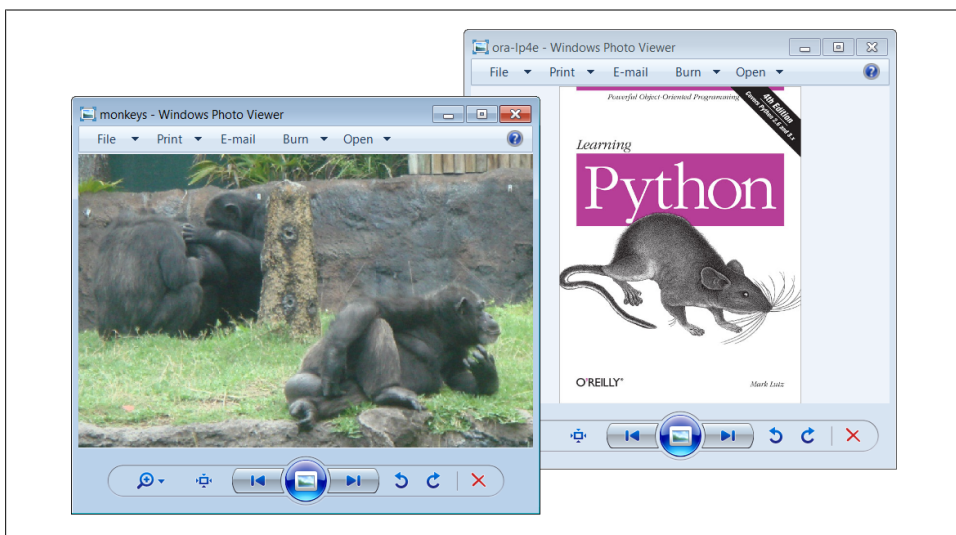 ora-lp4e - Windows Photo Viewer
File Print E-mail Burn Open
Powerful Object-Oriented Programming
4th Edition
Covers Python 2.6 and 3.x
Learning
Python
O'REILLY®
Mark Lutz
monkeys - Windows Photo Viewer
File Print E-mail Burn Open